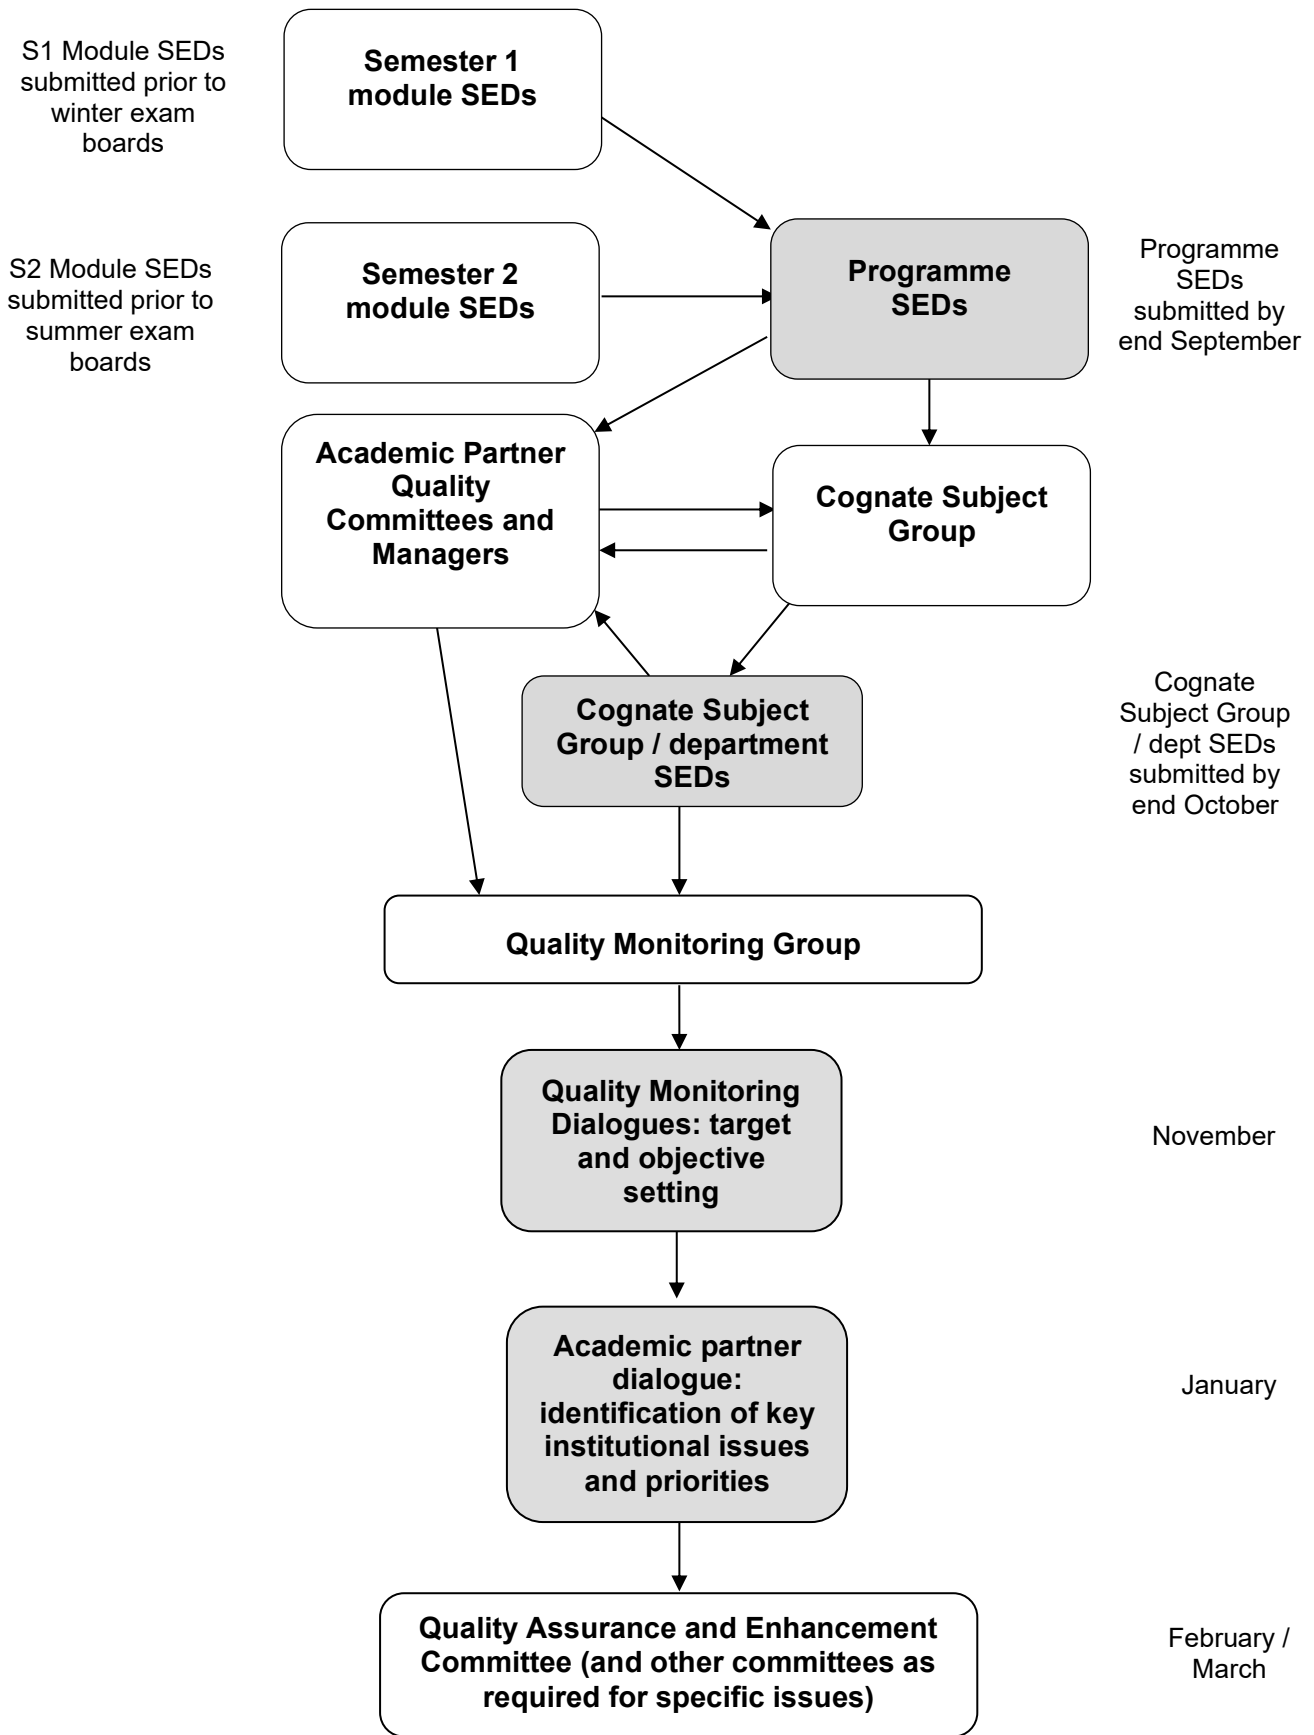 S1 Module SEDs
submitted prior to
winter exam
boards
Semester 1
module SEDs
S2 Module SEDs
submitted prior to
summer exam
boards
Semester 2
module SEDs
Programme
SEDs
Programme
SEDs
submitted by
end September
Academic Partner
Quality
Committees and
Managers
Cognate Subject
Group
Cognate Subject
Group / department
SEDs
Cognate
Subject Group
/ dept SEDs
submitted by
end October
Quality Monitoring Group
Quality Monitoring
Dialogues: target
and objective
setting
November
Academic partner
dialogue:
identification of key
institutional issues
and priorities
January
Quality Assurance and Enhancement
Committee (and other committees as
required for specific issues)
February /
March